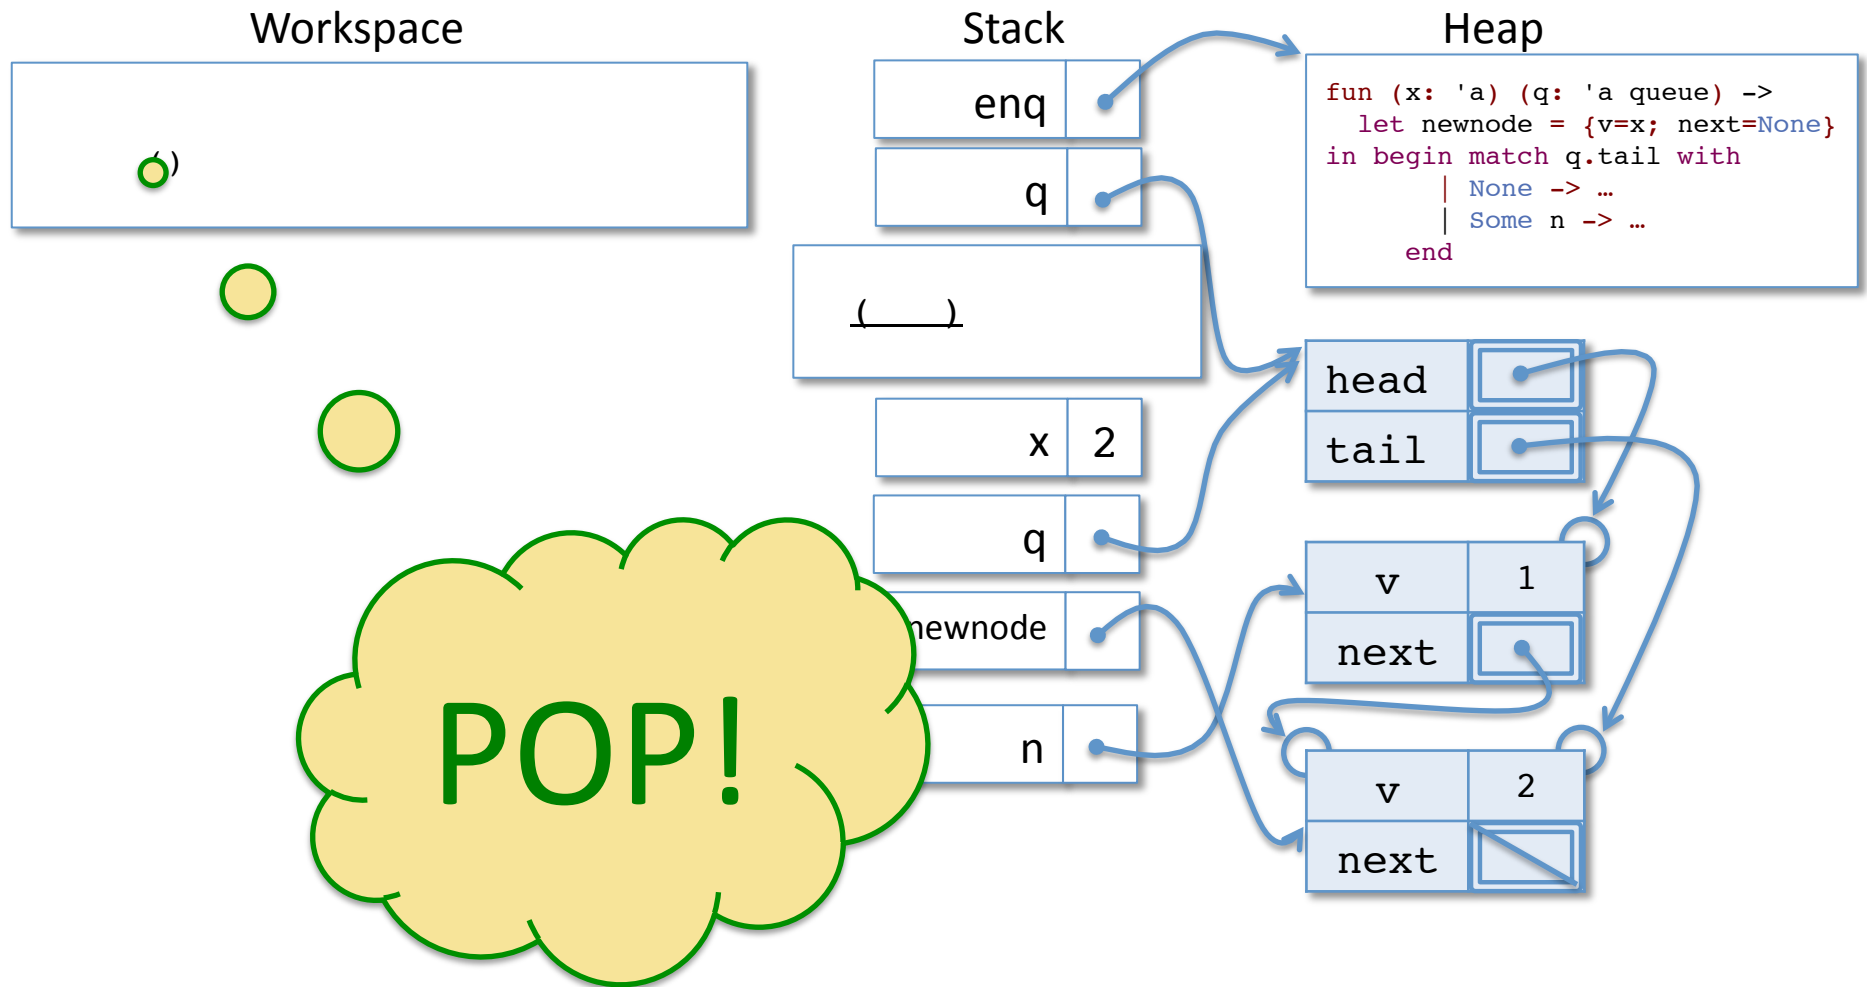 Workspace
()
Stack
enq
q
(    )
x 2
q
newnode
n
POP!
Heap
fun (x: 'a) (q: 'a queue) ->
let newnode = {v=x; next=None}
in begin match q.tail with
| None -> …
| Some n -> …
end
head
tail
v 1
next
v 2
next